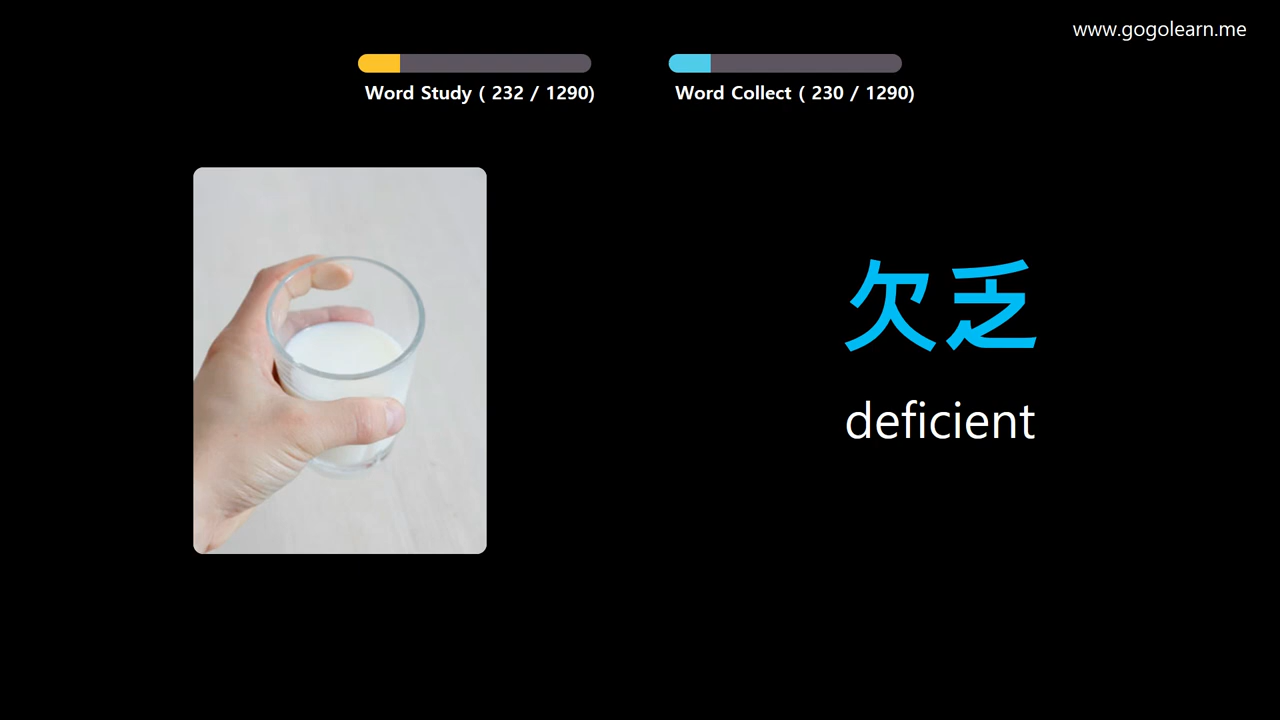 www.gogolearn.me
Word Study ( 232 / 1290)
Word Collect ( 230 / 1290)
欠乏
deficient